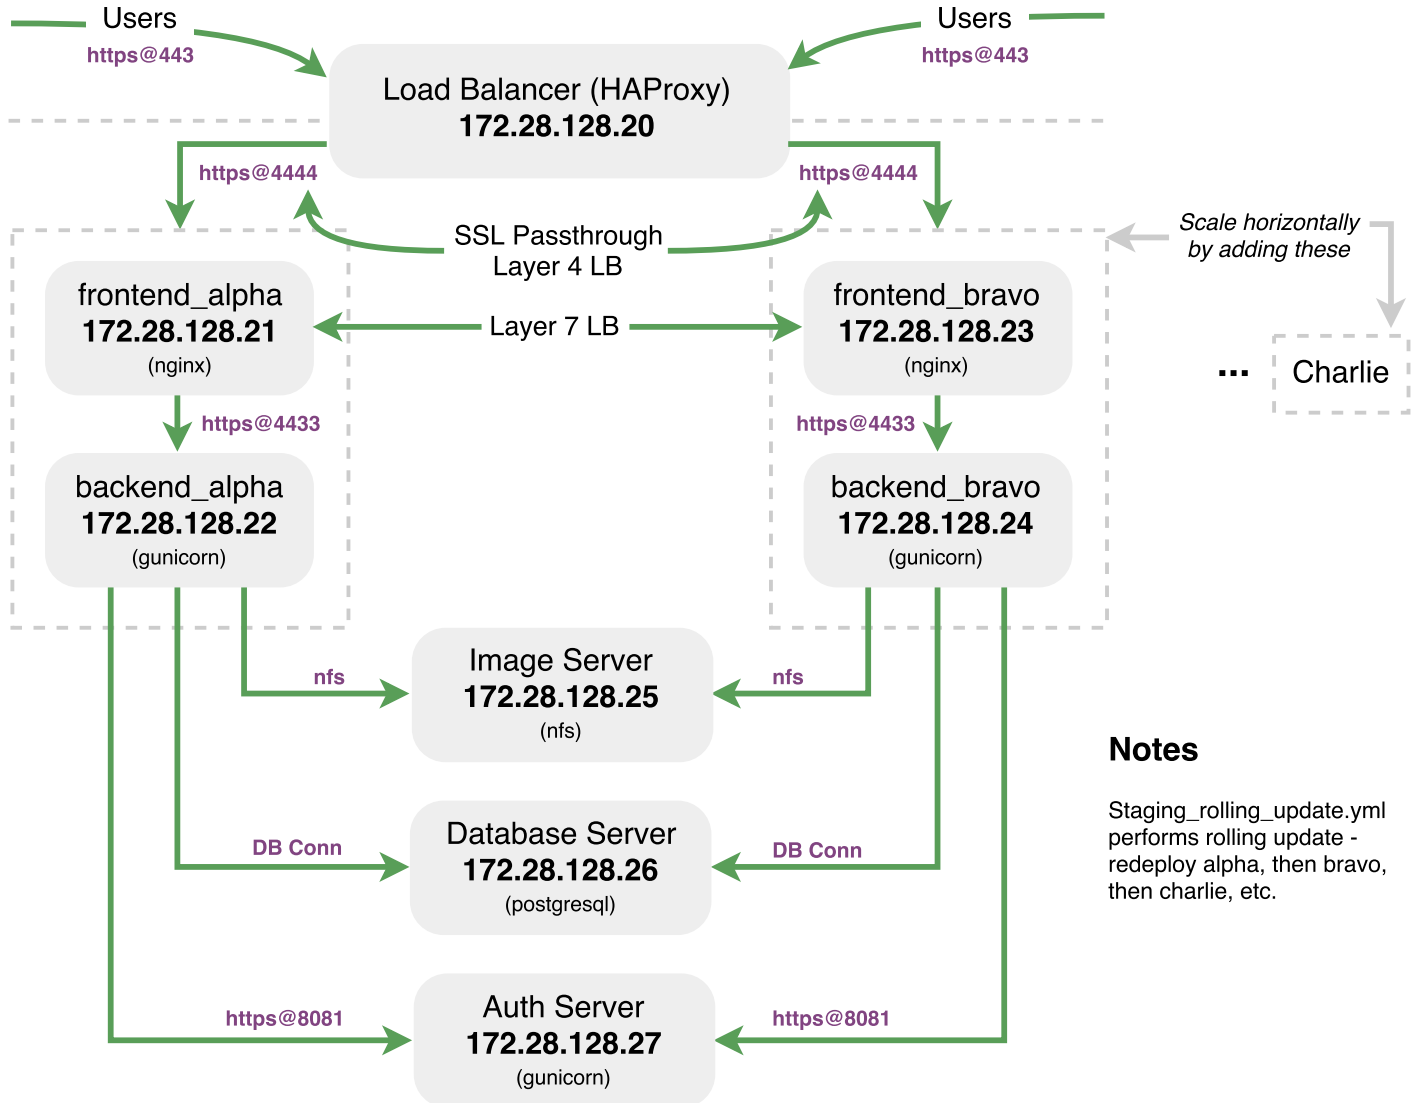 Users
https@443
Users
https@443
Load Balancer (HAProxy)
172.28.128.20
https@4444
https@4444
SSL Passthrough
Layer 4 LB
Scale horizontally
by adding these
frontend_alpha
172.28.128.21
(nginx)
Layer 7 LB
frontend_bravo
172.28.128.23
(nginx)
... Charlie
https@4433
https@4433
backend_alpha
172.28.128.22
(gunicorn)
backend_bravo
172.28.128.24
(gunicorn)
nfs
Image Server
172.28.128.25
(nfs)
nfs
DB Conn
Database Server
172.28.128.26
(postgresql)
DB Conn
https@8081
Auth Server
172.28.128.27
(gunicorn)
https@8081
Notes
Staging_rolling_update.yml
performs rolling update -
redeploy alpha, then bravo,
then charlie, etc.